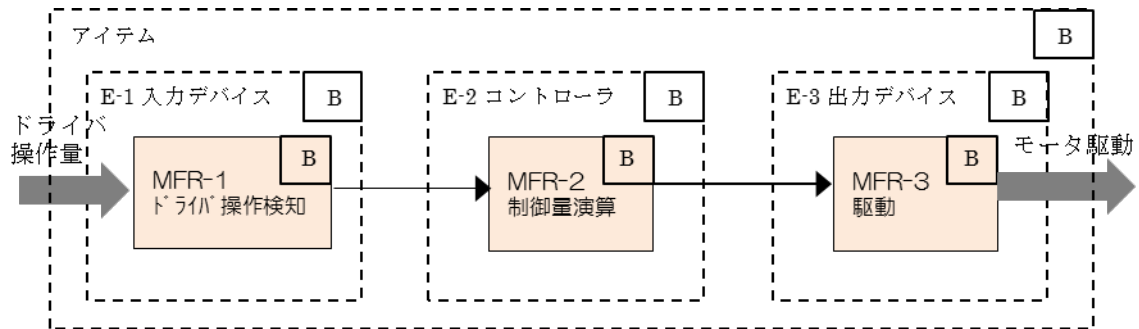 アイテム
B
E-1 入力デバイス
B
E-2 コントローラ
B
E-3 出力デバイス
B
ドライバ
操作量
MFR-1
ﾄﾞﾗｲﾊﾞ操作検知
B
MFR-2
制御量演算
B
MFR-3
駆動
B
モータ駆動